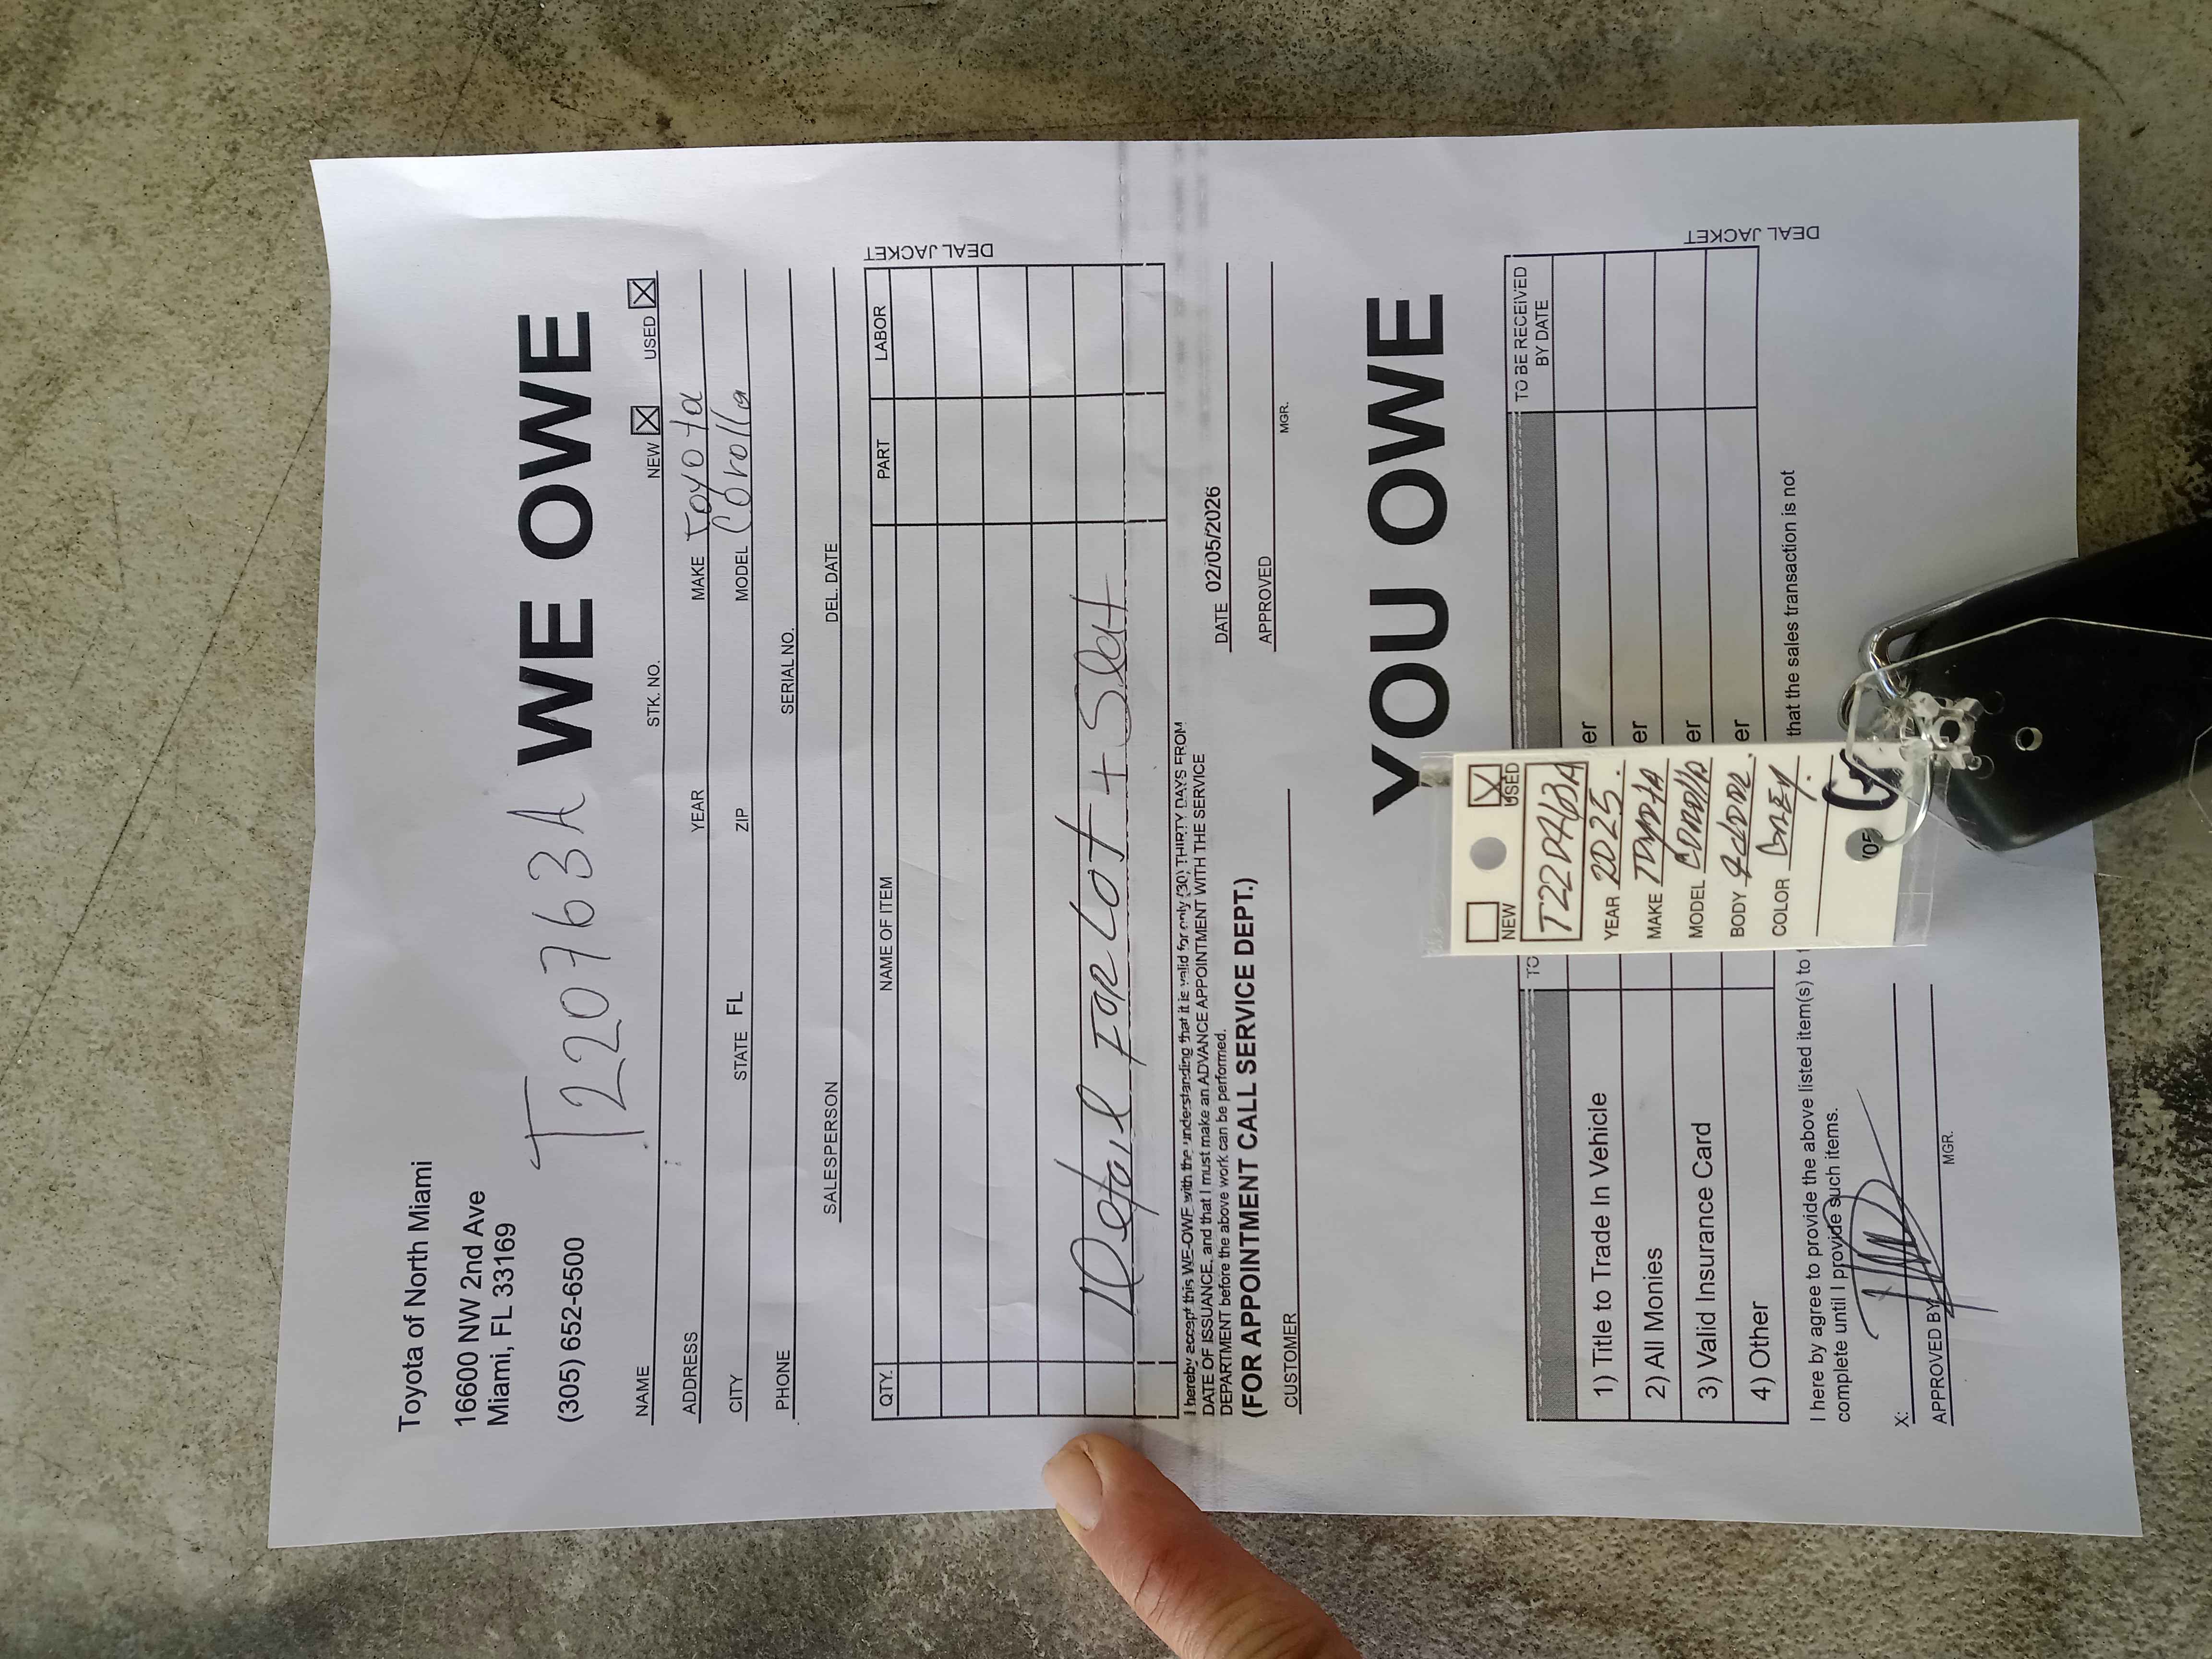 Toyota of North Miami
16600 NW 2nd Ave
Miami, FL 33169
(305) 652-6500
T220763A
WE OWE
NAME STK. NO. NEW ☒ USED ☒
ADDRESS YEAR MAKE Toyota
CITY STATE FL ZIP MODEL Corolla
PHONE SERIAL NO.
SALESPERSON DEL. DATE
QTY. NAME OF ITEM PART LABOR
DEAL JACKET
Detail For Lot + Slot
I hereby accept this WE-OWE with the understanding that it is valid for only (30) THIRTY DAYS FROM
DATE OF ISSUANCE, and that I must make an ADVANCE APPOINTMENT WITH THE SERVICE
DEPARTMENT before the above work can be performed.
(FOR APPOINTMENT CALL SERVICE DEPT.)
DATE 02/05/2026
CUSTOMER APPROVED
MGR.
YOU OWE
TO TO BE RECEIVED
BY DATE
DEAL JACKET
1) Title to Trade In Vehicle er
2) All Monies er
3) Valid Insurance Card er
4) Other er
I here by agree to provide the above listed item(s) to that the sales transaction is not
complete until I provide such items.
X:
APPROVED BY
MGR.
NEW USED
YEAR 2025.
MAKE TOYOTA
MODEL COROLLA
BODY 4door.
COLOR Grey.